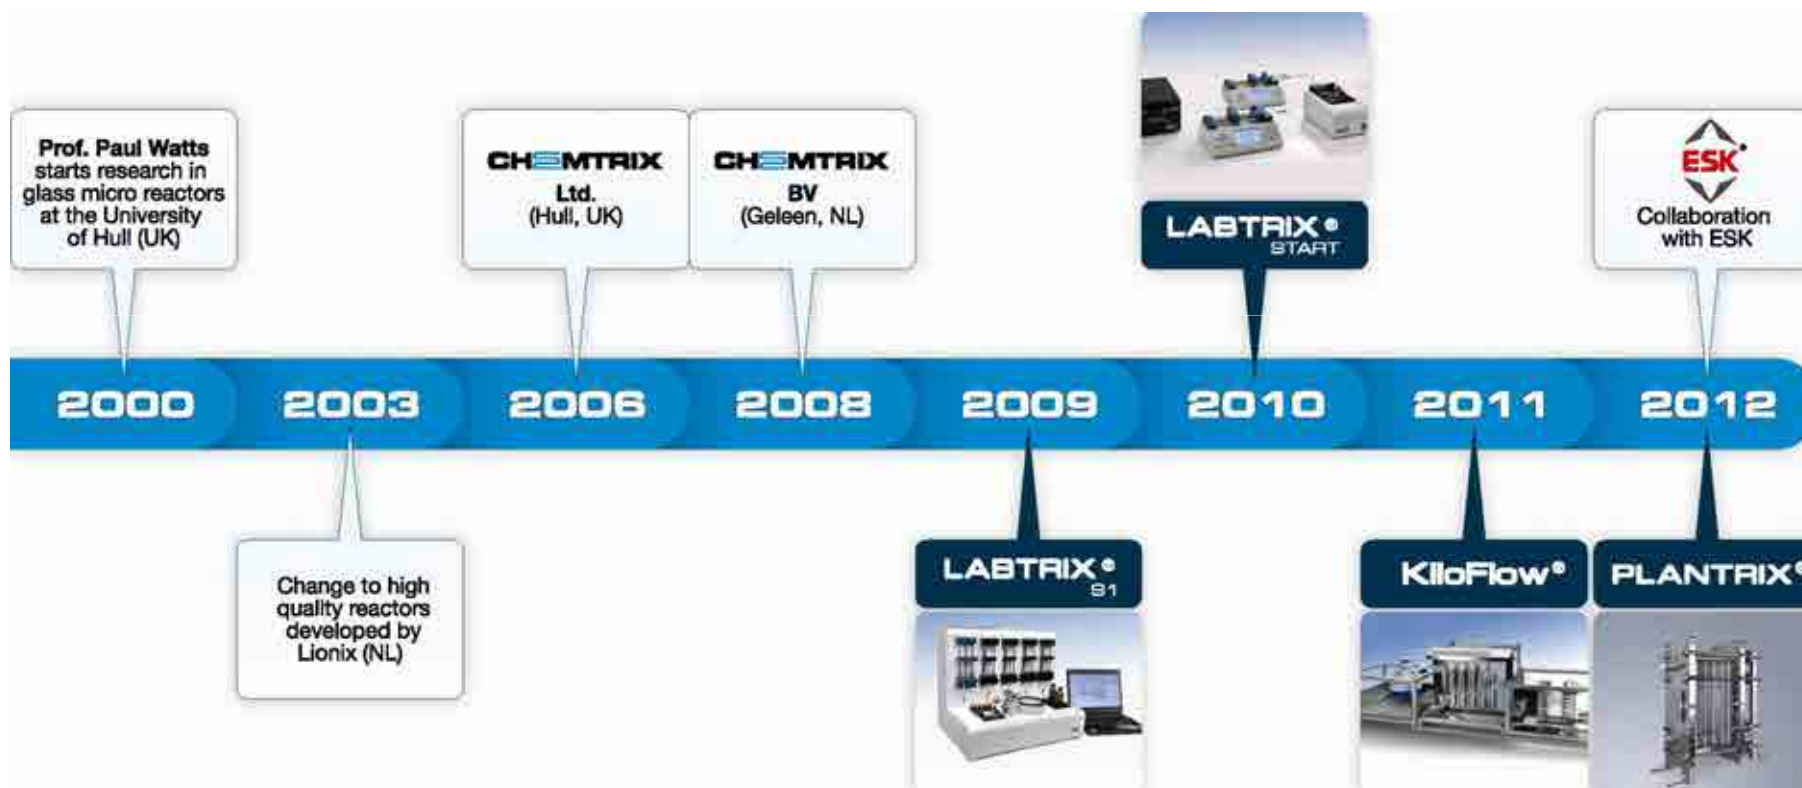 Prof. Paul Watts
starts research in
glass micro reactors
at the University
of Hull (UK)
CHEMTRIX
Ltd.
(Hull, UK)
CHEMTRIX
BV
(Geleen, NL)
LABTRIX®
START
ESK®
Collaboration
with ESK
2000
2003
2006
2008
2009
2010
2011
2012
Change to high
quality reactors
developed by
Lionix (NL)
LABTRIX®
S1
KiloFlow®
PLANTRIX®